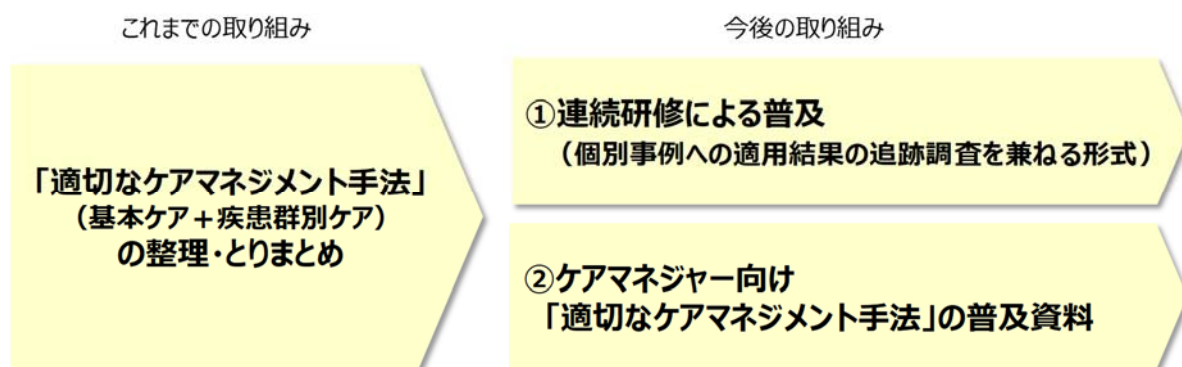 これまでの取り組み
今後の取り組み
「適切なケアマネジメント手法」
（基本ケア＋疾患群別ケア）
の整理・とりまとめ
①連続研修による普及
（個別事例への適用結果の追跡調査を兼ねる形式）
②ケアマネジャー向け
「適切なケアマネジメント手法」の普及資料